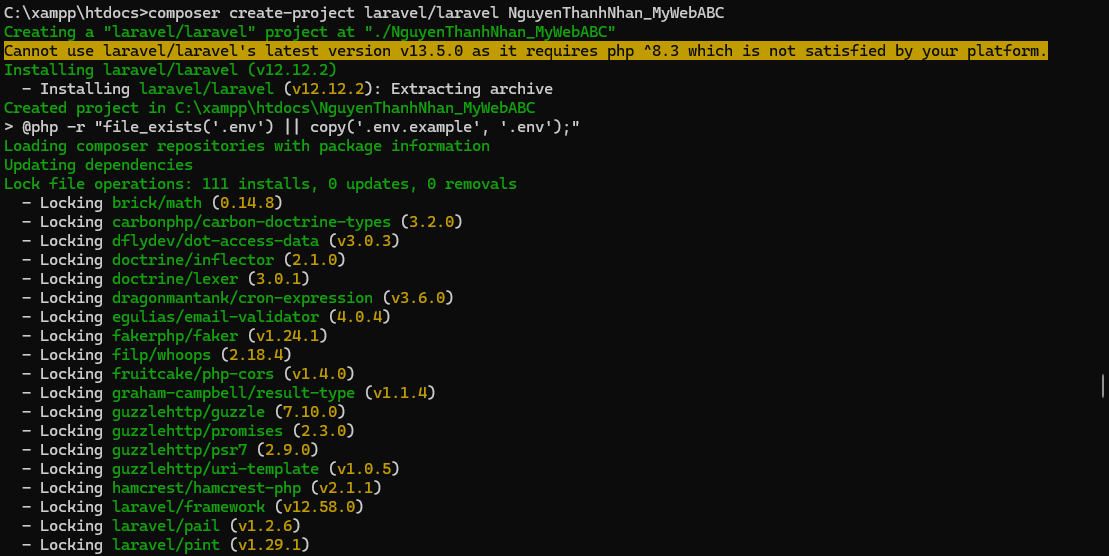 C:\xampp\htdocs>composer create-project laravel/laravel NguyenThanhNhan_MyWebABC
Creating a "laravel/laravel" project at "./NguyenThanhNhan_MyWebABC"
Cannot use laravel/laravel's latest version v13.5.0 as it requires php ^8.3 which is not satisfied by your platform.
Installing laravel/laravel (v12.12.2)
  - Installing laravel/laravel (v12.12.2): Extracting archive
Created project in C:\xampp\htdocs\NguyenThanhNhan_MyWebABC
> @php -r "file_exists('.env') || copy('.env.example', '.env');"
Loading composer repositories with package information
Updating dependencies
Lock file operations: 111 installs, 0 updates, 0 removals
  - Locking brick/math (0.14.8)
  - Locking carbonphp/carbon-doctrine-types (3.2.0)
  - Locking dflydev/dot-access-data (v3.0.3)
  - Locking doctrine/inflector (2.1.0)
  - Locking doctrine/lexer (3.0.1)
  - Locking dragonmantank/cron-expression (v3.6.0)
  - Locking egulias/email-validator (4.0.4)
  - Locking fakerphp/faker (v1.24.1)
  - Locking filp/whoops (2.18.4)
  - Locking fruitcake/php-cors (v1.4.0)
  - Locking graham-campbell/result-type (v1.1.4)
  - Locking guzzlehttp/guzzle (7.10.0)
  - Locking guzzlehttp/promises (2.3.0)
  - Locking guzzlehttp/psr7 (2.9.0)
  - Locking guzzlehttp/uri-template (v1.0.5)
  - Locking hamcrest/hamcrest-php (v2.1.1)
  - Locking laravel/framework (v12.58.0)
  - Locking laravel/pail (v1.2.6)
  - Locking laravel/pint (v1.29.1)